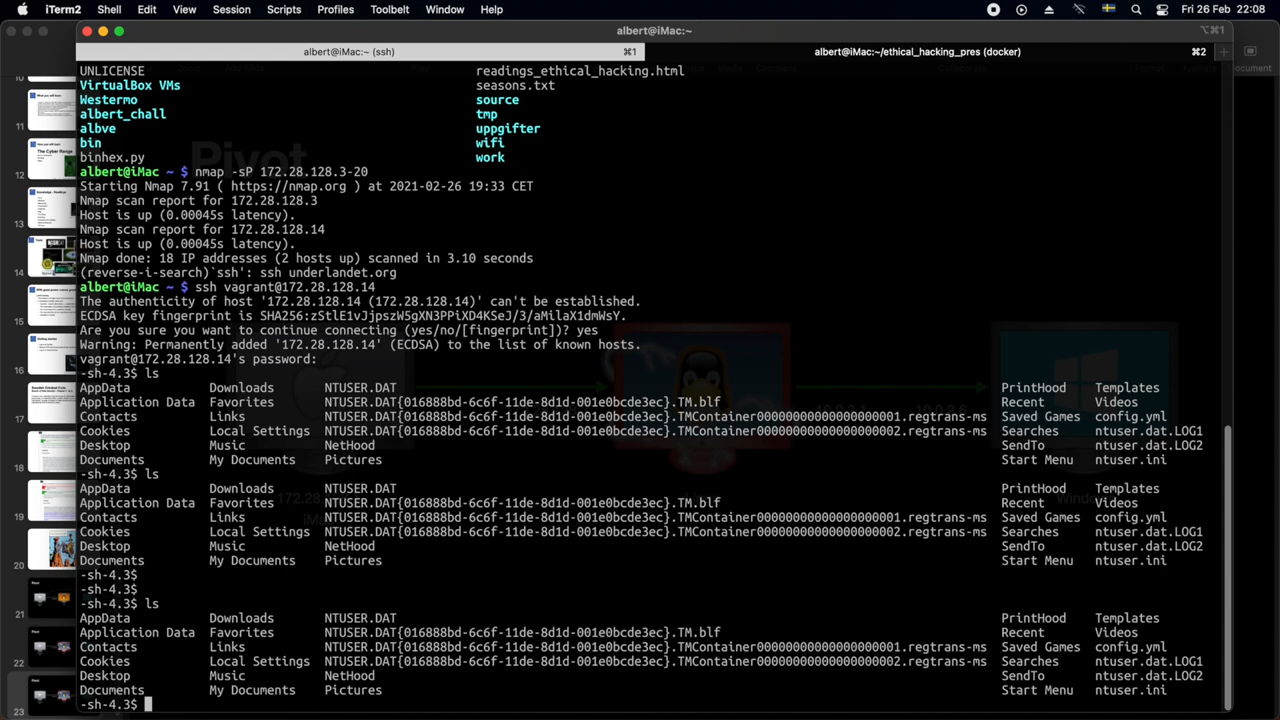 iTerm2 Shell Edit View Session Scripts Profiles Toolbelt Window Help Fri 26 Feb 22:08
albert@iMac:~ ⌥⌘1
albert@iMac:~ (ssh) ⌘1 albert@iMac:~/ethical_hacking_pres (docker) ⌘2 +
UNLICENSE readings_ethical_hacking.html
VirtualBox VMs seasons.txt
Westermo source
albert_chall tmp
albve uppgifter
bin wifi
binhex.py work
albert@iMac ~ $ nmap -sP 172.28.128.3-20
Starting Nmap 7.91 ( https://nmap.org ) at 2021-02-26 19:43 CET
Nmap scan report for 172.28.128.3
Host is up (0.00041s latency).
Nmap scan report for 172.28.128.14
Host is up (0.00045s latency).
Nmap done: 18 IP addresses (2 hosts up) scanned in 3.10 seconds
(reverse-i-search)`ssh': ssh underlandet.org
albert@iMac ~ $ ssh vagrant@172.28.128.14
The authenticity of host '172.28.128.14 (172.28.128.14)' can't be established.
ECDSA key fingerprint is SHA256:zStlE1vJjpszW5gXN3PPiXD4KSeJ/3/aMilaX1dmWsY.
Are you sure you want to continue connecting (yes/no/[fingerprint])? yes
Warning: Permanently added '172.28.128.14' (ECDSA) to the list of known hosts.
vagrant@172.28.128.14's password:
-sh-4.3$ ls
AppData Downloads NTUSER.DAT PrintHood Templates
Application Data Favorites NTUSER.DAT{016888bd-6c6f-11de-8d1d-001e0bcde3ec}.TM.blf Recent Videos
Contacts Links NTUSER.DAT{016888bd-6c6f-11de-8d1d-001e0bcde3ec}.TMContainer00000000000000000001.regtrans-ms Saved Games config.yml
Cookies Local Settings NTUSER.DAT{016888bd-6c6f-11de-8d1d-001e0bcde3ec}.TMContainer00000000000000000002.regtrans-ms Searches ntuser.dat.LOG1
Desktop Music NetHood SendTo ntuser.dat.LOG2
Documents My Documents Pictures Start Menu ntuser.ini
-sh-4.3$ ls
AppData Downloads NTUSER.DAT PrintHood Templates
Application Data Favorites NTUSER.DAT{016888bd-6c6f-11de-8d1d-001e0bcde3ec}.TM.blf Recent Videos
Contacts Links NTUSER.DAT{016888bd-6c6f-11de-8d1d-001e0bcde3ec}.TMContainer00000000000000000001.regtrans-ms Saved Games config.yml
Cookies Local Settings NTUSER.DAT{016888bd-6c6f-11de-8d1d-001e0bcde3ec}.TMContainer00000000000000000002.regtrans-ms Searches ntuser.dat.LOG1
Desktop Music NetHood SendTo ntuser.dat.LOG2
Documents My Documents Pictures Start Menu ntuser.ini
-sh-4.3$
-sh-4.3$
-sh-4.3$ ls
AppData Downloads NTUSER.DAT PrintHood Templates
Application Data Favorites NTUSER.DAT{016888bd-6c6f-11de-8d1d-001e0bcde3ec}.TM.blf Recent Videos
Contacts Links NTUSER.DAT{016888bd-6c6f-11de-8d1d-001e0bcde3ec}.TMContainer00000000000000000001.regtrans-ms Saved Games config.yml
Cookies Local Settings NTUSER.DAT{016888bd-6c6f-11de-8d1d-001e0bcde3ec}.TMContainer00000000000000000002.regtrans-ms Searches ntuser.dat.LOG1
Desktop Music NetHood SendTo ntuser.dat.LOG2
Documents My Documents Pictures Start Menu ntuser.ini
-sh-4.3$
11
12
13
14
15
16
17
18
19
20
21
22
23